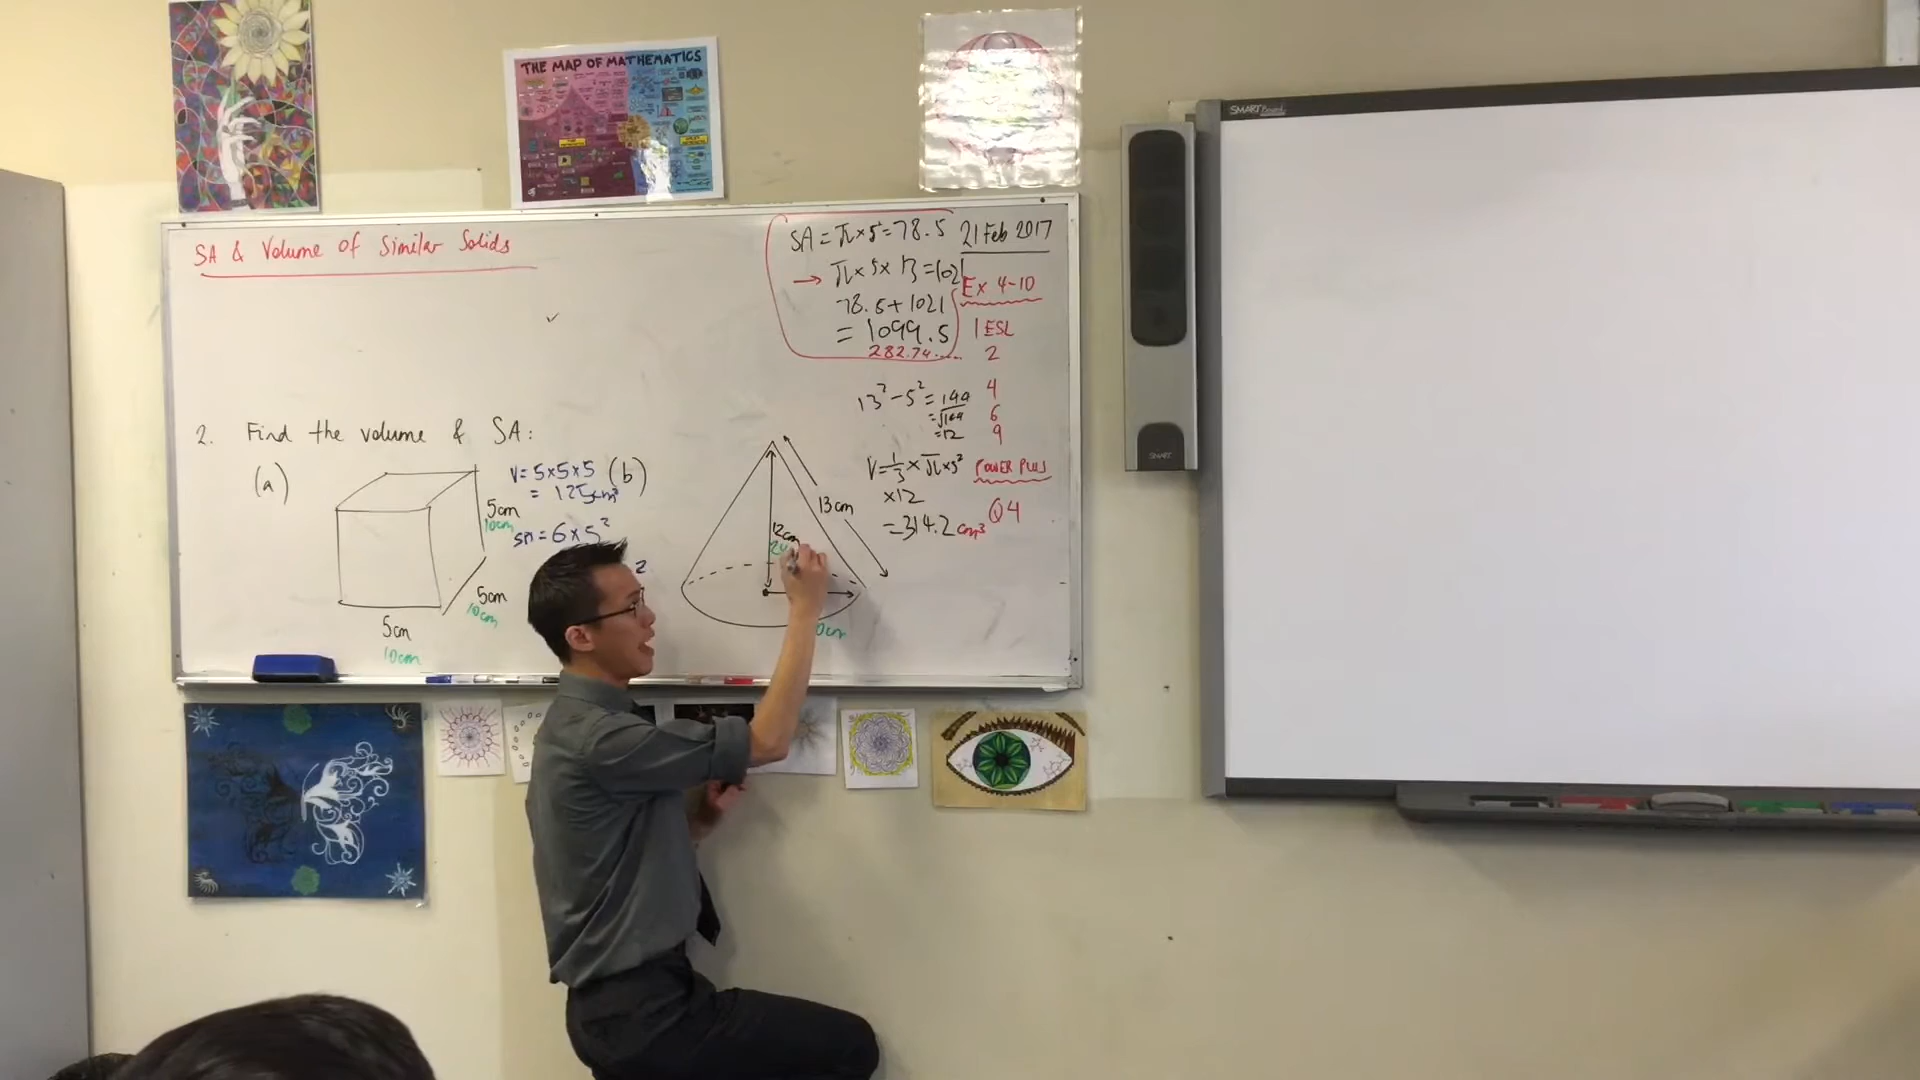 THE MAP OF MATHEMATICS
SMART Board
SA & Volume of Similar Solids
SA = π×5²=78.5
π×5×13=1021
78.5+1021
= 1099.5
282.74....
21 Feb 2017
Ex 4-10
1 ESL
2
4
6
9
POWER PLUS
Q4
13²-5²=144
=√144
=12
V=1/3×π×5²
×12
=314.2cm³
2. Find the volume & SA:
(a)
V=5×5×5
= 125cm³
SA=6×5²
2
5cm
10cm
5cm
10cm
5cm
10cm
(b)
13cm
12cm
SMART